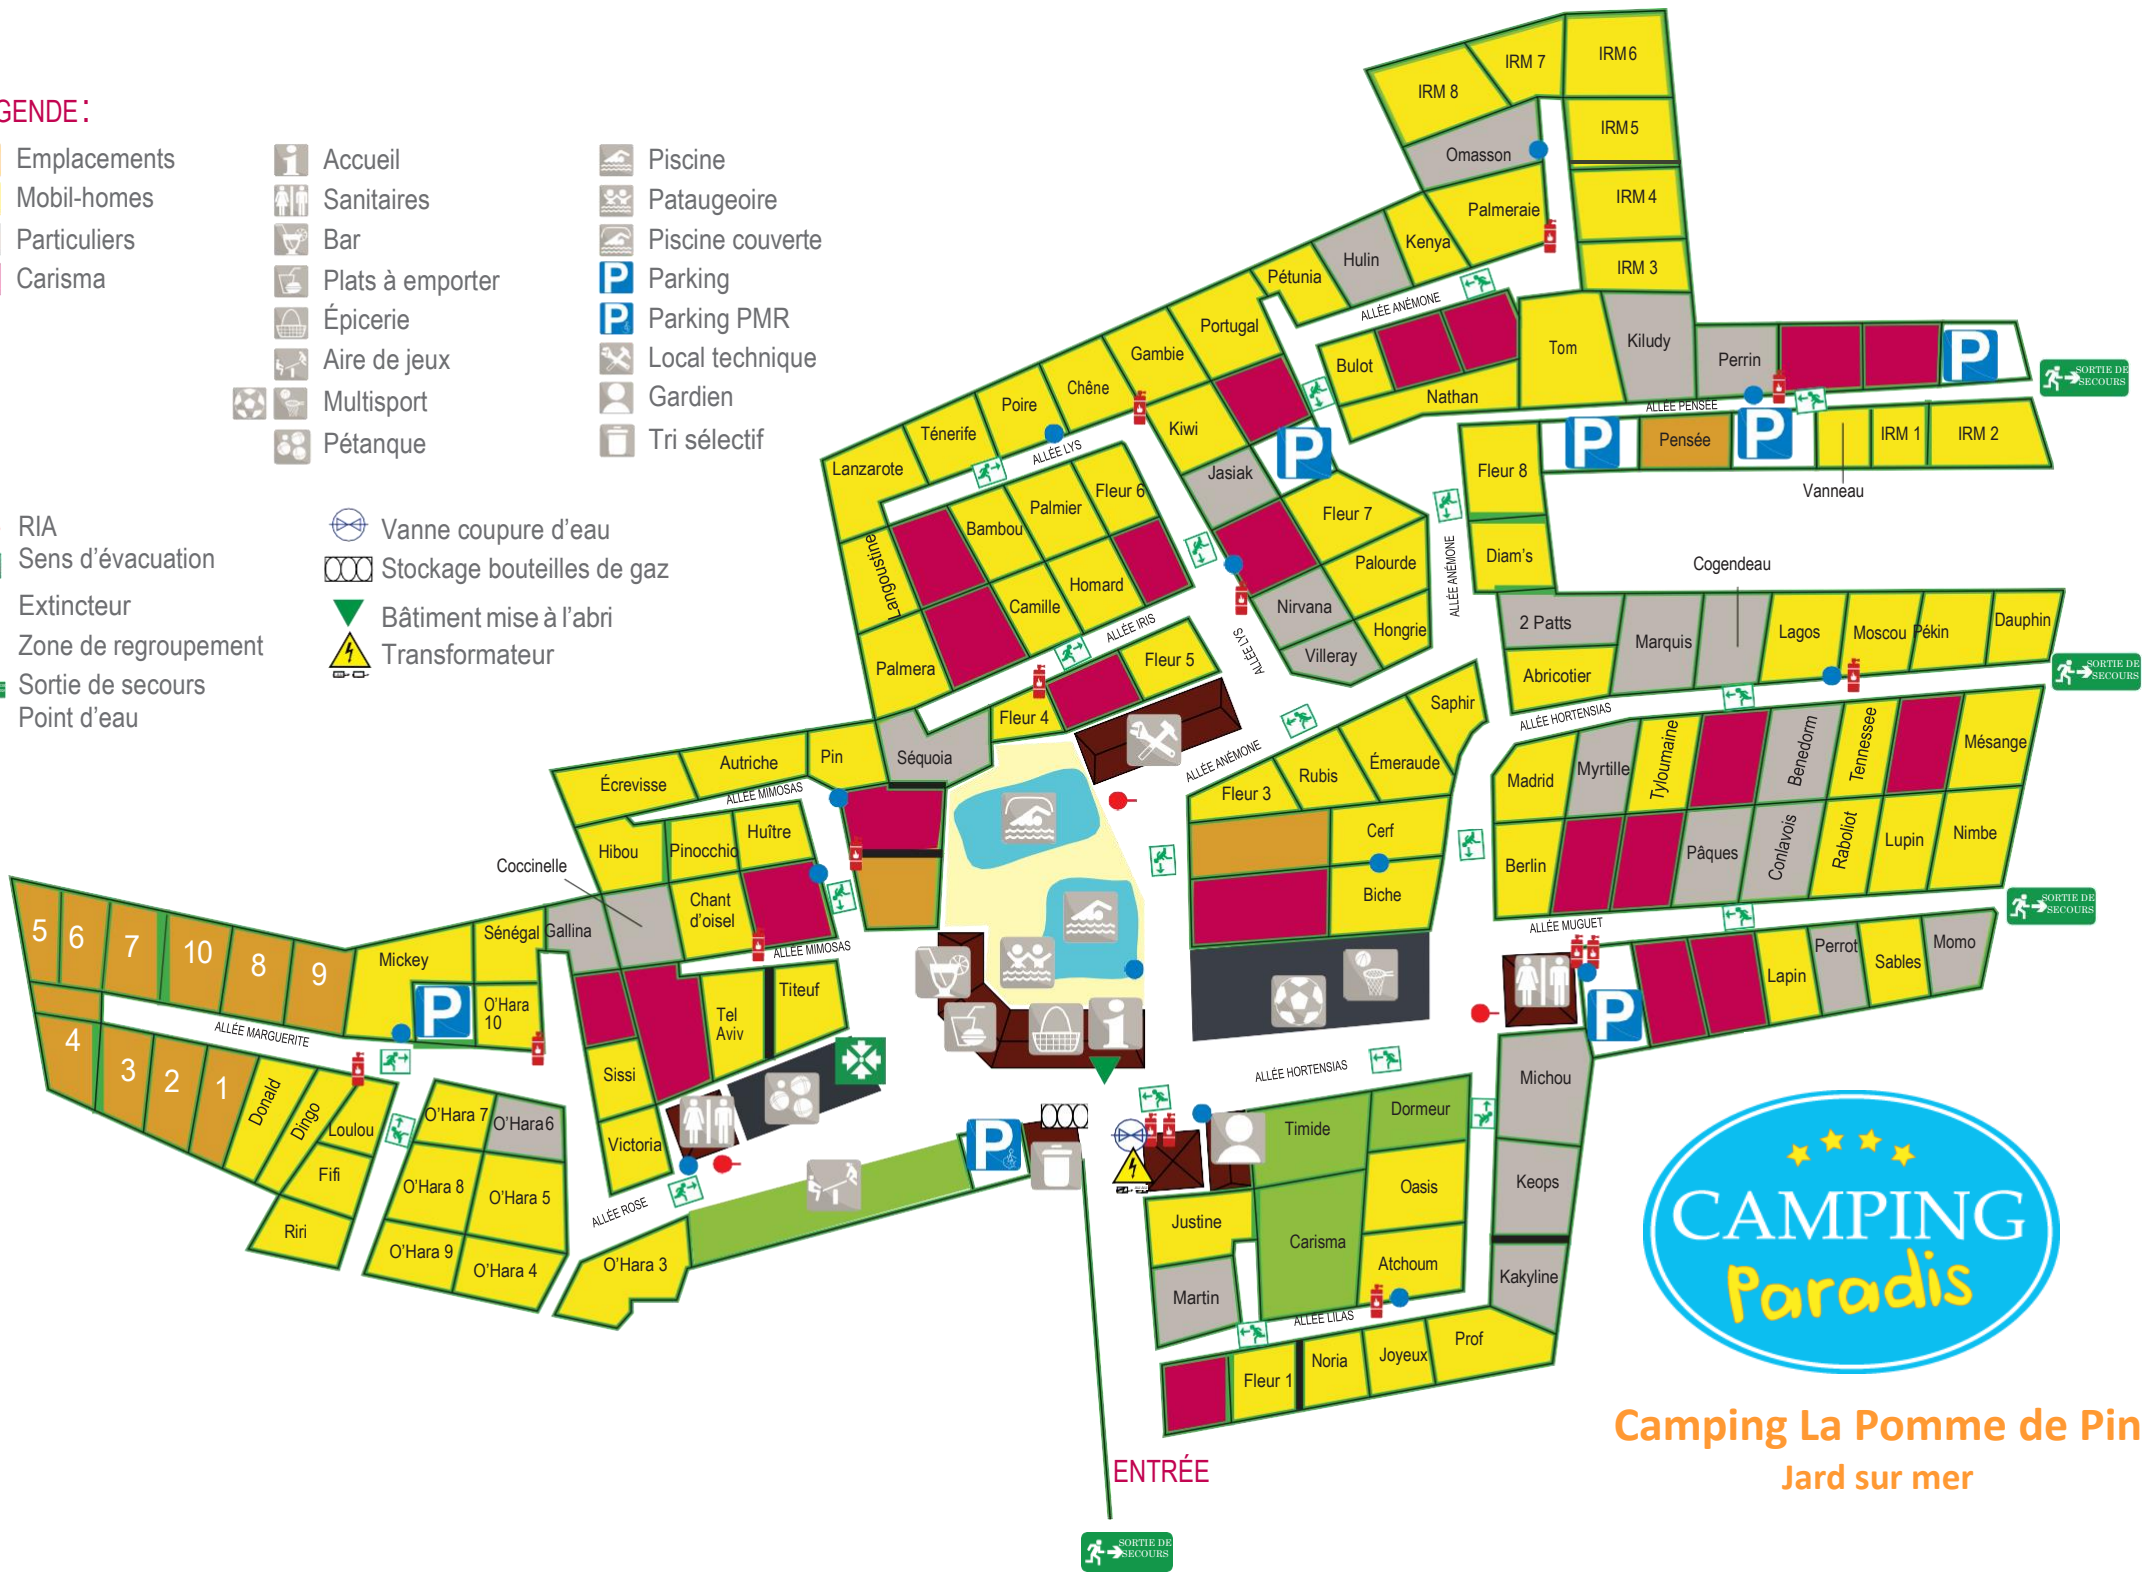 GENDE :
Emplacements
Mobil-homes
Particuliers
Carisma
Accueil
Sanitaires
Bar
Plats à emporter
Épicerie
Aire de jeux
Multisport
Pétanque
Piscine
Pataugeoire
Piscine couverte
P Parking
P Parking PMR
Local technique
Gardien
Tri sélectif
RIA
Sens d'évacuation
Extincteur
Zone de regroupement
Sortie de secours
Point d'eau
Vanne coupure d'eau
Stockage bouteilles de gaz
Bâtiment mise à l'abri
Transformateur
IRM 8
IRM 7
IRM 6
IRM 5
Omasson
IRM 4
Palmeraie
IRM 3
Kenya
Hulin
Pétunia
ALLÉE ANÉMONE
Portugal
Gambie
Chêne
Poire
Ténerife
Lanzarote
Bulot
Nathan
Tom
Kiludy
Perrin
P
SORTIE DE
SECOURS
ALLÉE PENSÉE
P
Pensée
P
IRM 1
IRM 2
Vanneau
Kiwi
Jasiak
P
ALLÉE LYS
Fleur 6
Palmier
Bambou
Langoustine
Homard
Camille
Palmera
ALLÉE IRIS
Fleur 7
Palourde
Nirvana
Hongrie
Villeray
ALLÉE LYS
ALLÉE ANÉMONE
Fleur 8
Diam's
Cogendeau
2 Patts
Abricotier
Marquis
Lagos
Moscou
Pékin
Dauphin
SORTIE DE
SECOURS
ALLÉE HORTENSIAS
Fleur 5
Fleur 4
Séquoia
Pin
Autriche
Écrevisse
ALLÉE MIMOSAS
Huître
Pinocchio
Hibou
Coccinelle
Chant
d'oisel
Gallina
Sénégal
ALLÉE MIMOSAS
ALLÉE ANÉMONE
Saphir
Émeraude
Rubis
Fleur 3
Cerf
Biche
Madrid
Myrtille
Tyloumaine
Benedorm
Tennessee
Mésange
Berlin
Pâques
Conlavois
Raboliot
Lupin
Nimbe
SORTIE DE
SECOURS
ALLÉE MUGUET
P
Lapin
Perrot
Sables
Momo
5
6
7
10
8
9
Mickey
P
O'Hara
10
ALLÉE MARGUERITE
4
3
2
1
Donald
Dingo
Loulou
Fifi
Riri
O'Hara 7
O'Hara6
O'Hara 8
O'Hara 5
O'Hara 9
O'Hara 4
Tel
Aviv
Titeuf
Sissi
Victoria
ALLÉE ROSE
O'Hara 3
P
ALLÉE HORTENSIAS
Timide
Dormeur
Carisma
Oasis
Atchoum
Justine
Martin
ALLÉE LILAS
Michou
Keops
Kakyline
Fleur 1
Noria
Joyeux
Prof
ENTRÉE
SORTIE DE
SECOURS
CAMPING
Paradis
Camping La Pomme de Pin
Jard sur mer